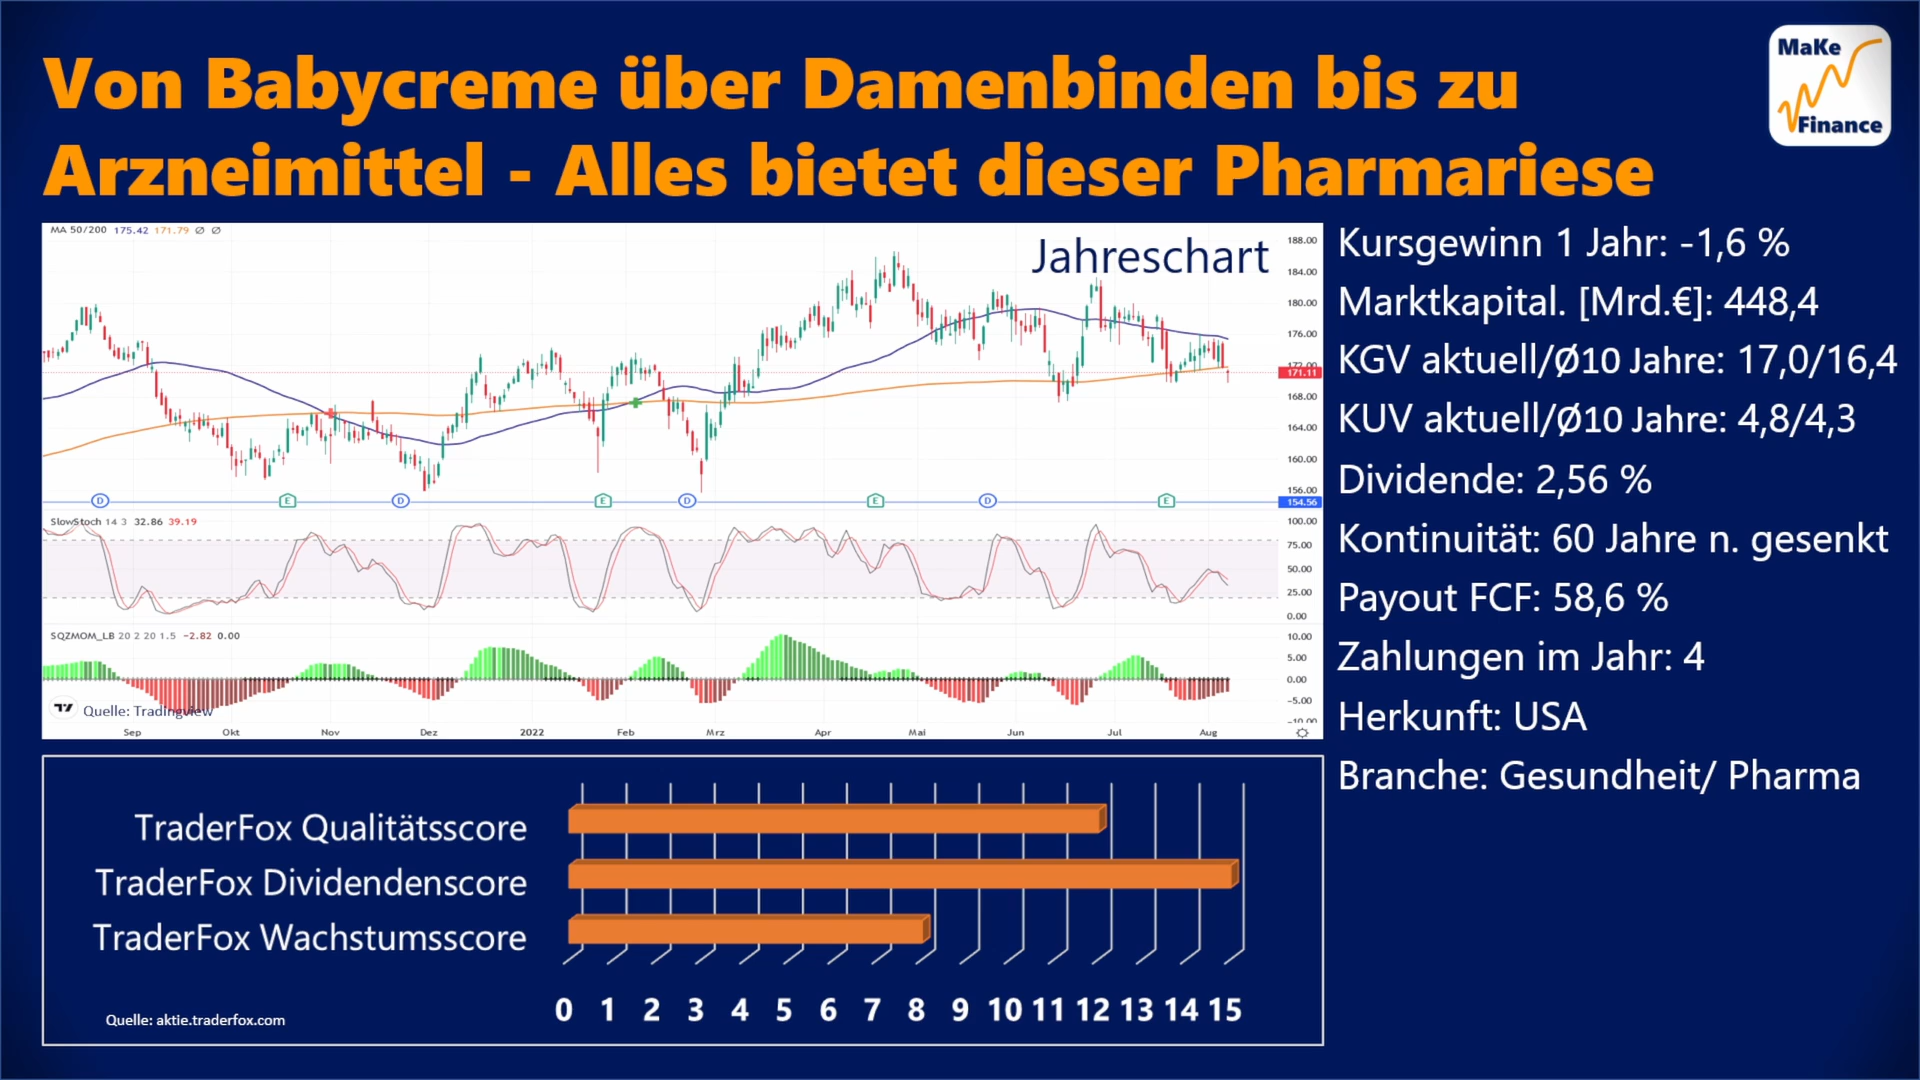 Von Babycreme über Damenbinden bis zu
Arzneimittel - Alles bietet dieser Pharmariese
MaKe
Finance
MA 50/200 175.42 171.79 Ø Ø
Jahreschart
188.00
184.00
180.00
176.00
172.00
171.11
168.00
164.00
160.00
156.00
154.56
D E D E D E D E
SlowStoch 14 3 32.86 39.19
100.00
75.00
50.00
25.00
0.00
SQZMOM_LB 20 2 20 1.5 −2.82 0.00
10.00
5.00
0.00
−5.00
−10.00
Quelle: Tradingview
Sep Okt Nov Dez 2022 Feb Mrz Apr Mai Jun Jul Aug
Kursgewinn 1 Jahr: -1,6 %
Marktkapital. [Mrd.€]: 448,4
KGV aktuell/Ø10 Jahre: 17,0/16,4
KUV aktuell/Ø10 Jahre: 4,8/4,3
Dividende: 2,56 %
Kontinuität: 60 Jahre n. gesenkt
Payout FCF: 58,6 %
Zahlungen im Jahr: 4
Herkunft: USA
Branche: Gesundheit/ Pharma
TraderFox Qualitätsscore
TraderFox Dividendenscore
TraderFox Wachstumsscore
0 1 2 3 4 5 6 7 8 9 10 11 12 13 14 15
Quelle: aktie.traderfox.com